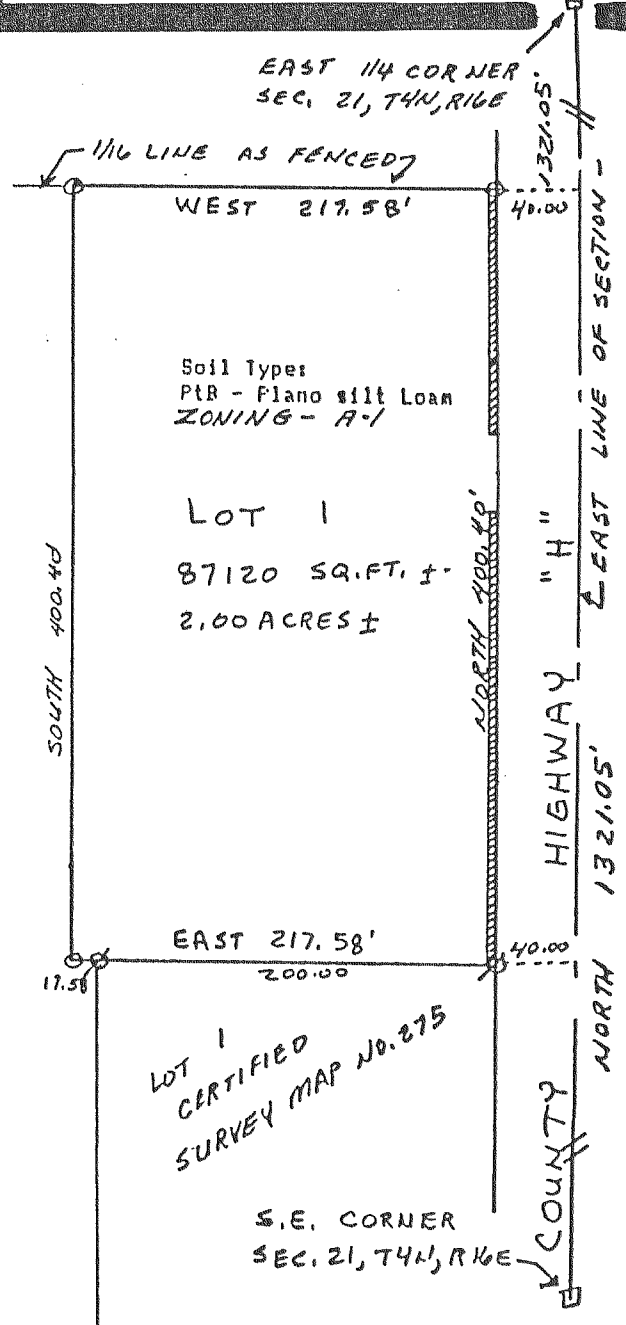 EAST 1/4 CORNER
SEC. 21, T4N, R16E
1321.05'
1/16 LINE AS FENCED
WEST 217.58'
40.00
EAST LINE OF SECTION -
Soil Type:
PtB - Plano silt Loam
ZONING - A-1
LOT 1
87120 SQ.FT. ±
2.00 ACRES ±
SOUTH 400.40
NORTH 400.40'
COUNTY HIGHWAY "H"
NORTH 1321.05'
EAST 217.58'
200.00
17.58
40.00
LOT 1
CERTIFIED
SURVEY MAP NO. 275
S.E. CORNER
SEC. 21, T4N, R16E